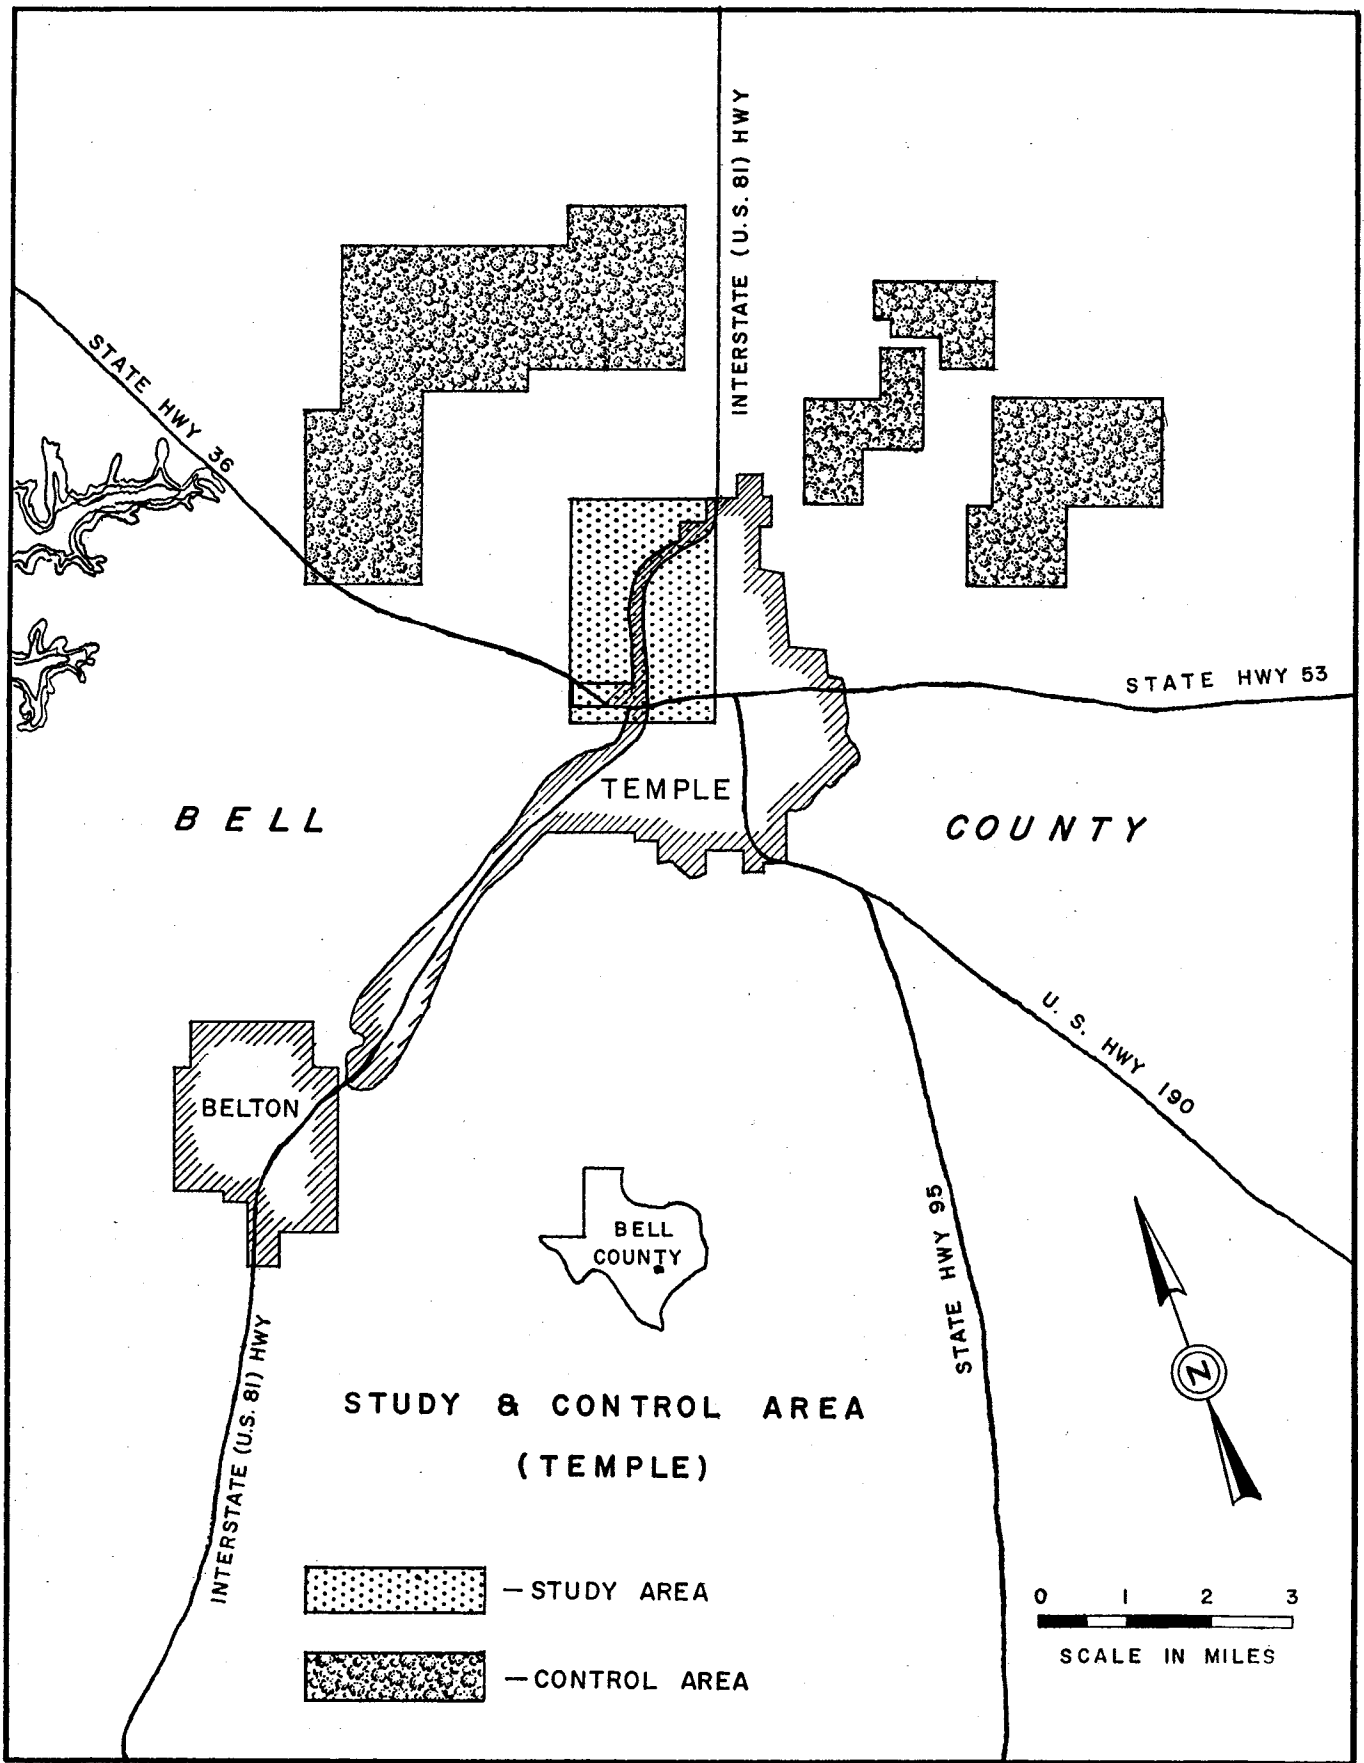 INTERSTATE (U.S. 81) HWY
STATE HWY 36
STATE HWY 53
TEMPLE
BELL
COUNTY
U. S. HWY 190
BELTON
STATE HWY 95
BELL
COUNTY
INTERSTATE (U.S. 81) HWY
N
STUDY & CONTROL AREA
(TEMPLE)
— STUDY AREA
— CONTROL AREA
0 1 2 3
SCALE IN MILES